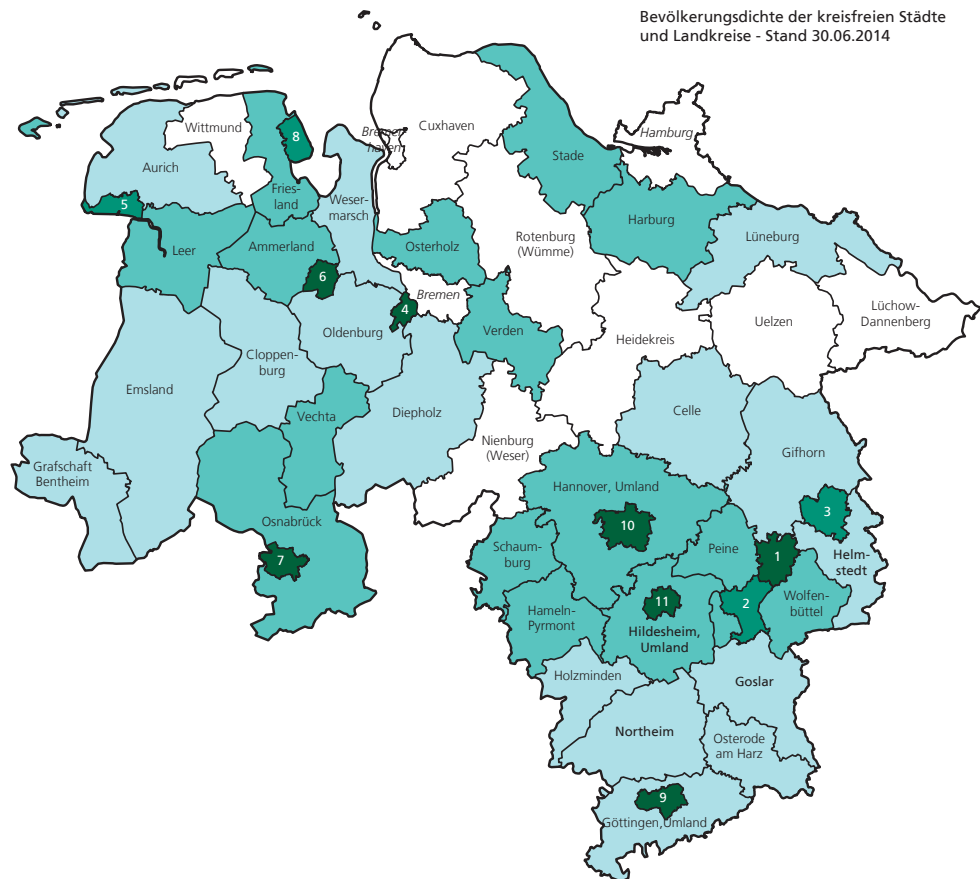 Bevölkerungsdichte der kreisfreien Städte
und Landkreise - Stand 30.06.2014
Wittmund
8
Bremer-
haven
Cuxhaven
Hamburg
Aurich
Stade
5
Fries-
land
Weser-
marsch
Harburg
Leer
Ammerland
Osterholz
Rotenburg
(Wümme)
Lüneburg
6
Bremen
4
Oldenburg
Verden
Heidekreis
Uelzen
Lüchow-
Dannenberg
Emsland
Cloppen-
burg
Vechta
Diepholz
Celle
Nienburg
(Weser)
Gifhorn
Grafschaft
Bentheim
Hannover, Umland
Osnabrück
10
3
Schaum-
burg
Peine
1
Helm-
stedt
7
11
2
Wolfen-
büttel
Hameln-
Pyrmont
Hildesheim,
Umland
Holzminden
Goslar
Northeim
Osterode
am Harz
9
Göttingen,Umland